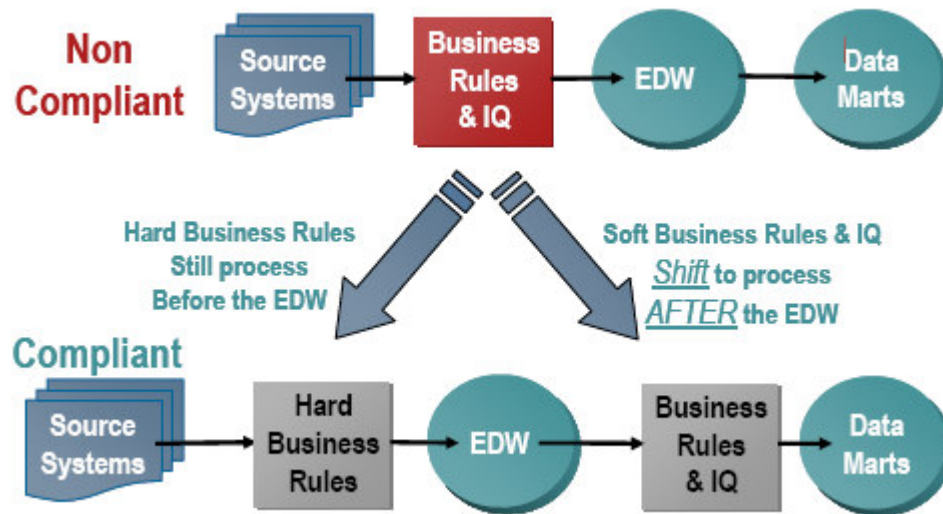 Non
Compliant
Source
Systems
Business
Rules
& IQ
EDW
Data
Marts
Hard Business Rules
Still process
Before the EDW
Soft Business Rules & IQ
Shift to process
AFTER the EDW
Compliant
Source
Systems
Hard
Business
Rules
EDW
Business
Rules
& IQ
Data
Marts